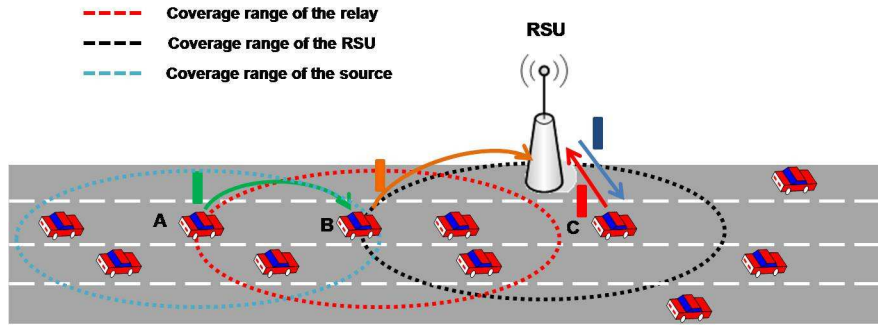 Coverage range of the relay
Coverage range of the RSU
Coverage range of the source
RSU
A
B
C